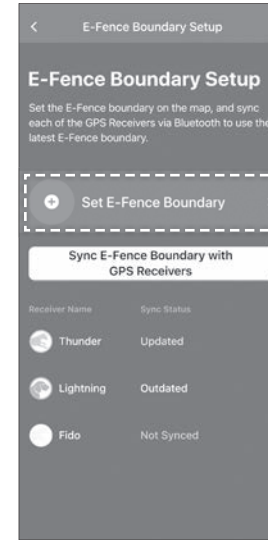 E-Fence Boundary Setup
E-Fence Boundary Setup
Set the E-Fence boundary on the map, and sync
each of the GPS Receivers via Bluetooth to use the
latest E-Fence boundary.
Set E-Fence Boundary
Sync E-Fence Boundary with
GPS Receivers
Receiver Name Sync Status
Thunder Updated
Lightning Outdated
Fido Not Synced